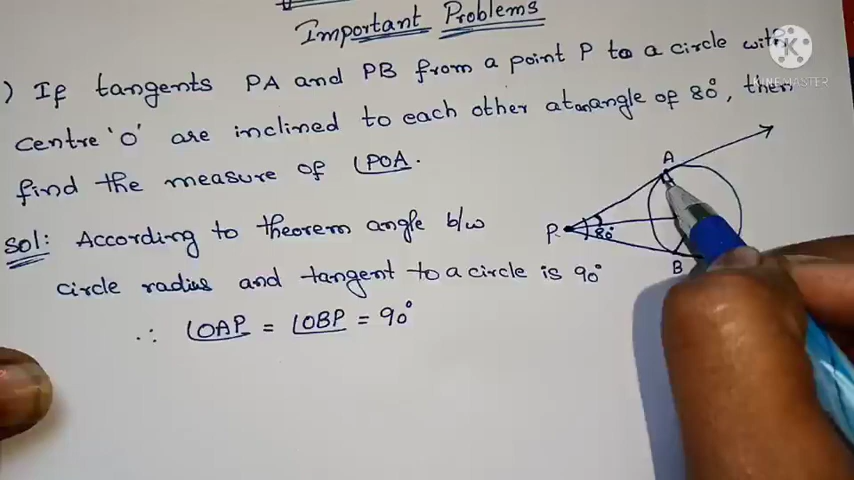 Important Problems
) If tangents PA and PB from a point P to a circle with
centre 'O' are inclined to each other at an angle of 80°, then
find the measure of ∠POA.
Sol: According to theorem angle b/w
circle radius and tangent to a circle is 90°
∴ ∠OAP = ∠OBP = 90°
A
P
80°
B
K